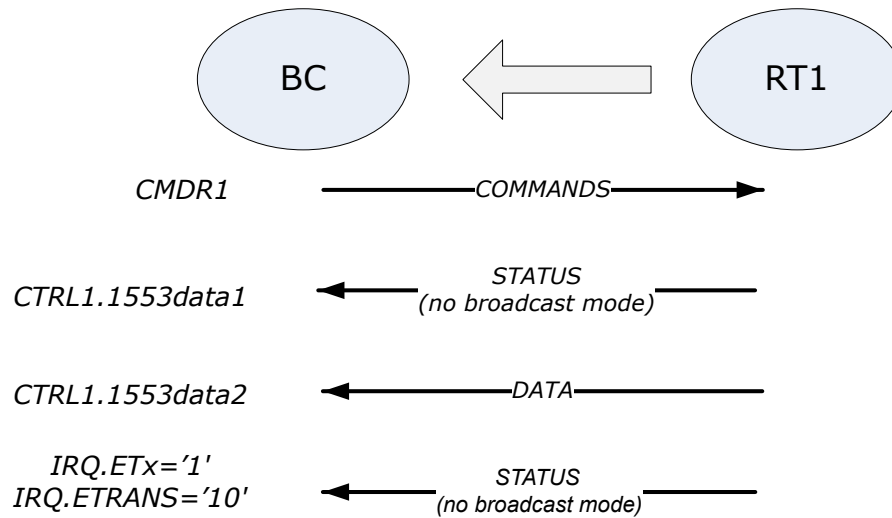 BC
RT1
CMDR1
COMMANDS
CTRL1.1553data1
STATUS
(no broadcast mode)
CTRL1.1553data2
DATA
IRQ.ETx='1'
IRQ.ETRANS='10'
STATUS
(no broadcast mode)